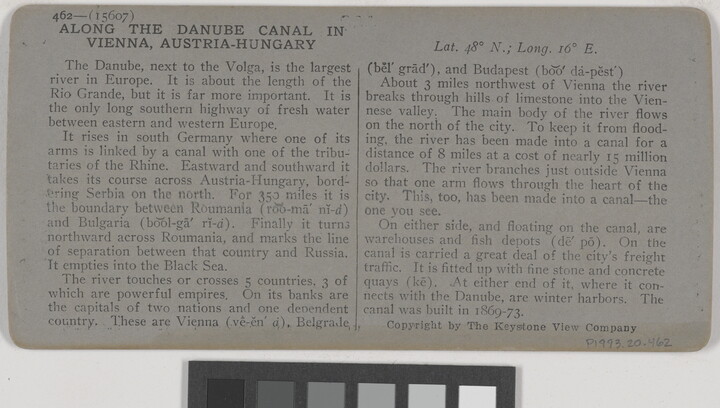 462—(15607)
ALONG THE DANUBE CANAL IN
VIENNA, AUSTRIA-HUNGARY
Lat. 48° N.; Long. 16° E.
The Danube, next to the Volga, is the largest
river in Europe. It is about the length of the
Rio Grande, but it is far more important. It is
the only long southern highway of fresh water
between eastern and western Europe.
It rises in south Germany where one of its
arms is linked by a canal with one of the tribu-
taries of the Rhine. Eastward and southward it
takes its course across Austria-Hungary, bord-
ering Serbia on the north. For 350 miles it is
the boundary between Roumania (rōō-mā´ nĭ-ȧ)
and Bulgaria (bŏŏl-gā´ rĭ-ȧ). Finally it turns
northward across Roumania, and marks the line
of separation between that country and Russia.
It empties into the Black Sea.
The river touches or crosses 5 countries, 3 of
which are powerful empires. On its banks are
the capitals of two nations and one dependent
country. These are Vienna (vê-ĕn´ ȧ), Belgrade,
(bĕl´ grād´), and Budapest (bōō´ dá-pĕst´)
About 3 miles northwest of Vienna the river
breaks through hills of limestone into the Vien-
nese valley. The main body of the river flows
on the north of the city. To keep it from flood-
ing, the river has been made into a canal for a
distance of 8 miles at a cost of nearly 15 million
dollars. The river branches just outside Vienna
so that one arm flows through the heart of the
city. This, too, has been made into a canal—the
one you see.
On either side, and floating on the canal, are
warehouses and fish depots (dē´ pō). On the
canal is carried a great deal of the city's freight
traffic. It is fitted up with fine stone and concrete
quays (kē). At either end of it, where it con-
nects with the Danube, are winter harbors. The
canal was built in 1869-73.
Copyright by The Keystone View Company
P1993.20.462